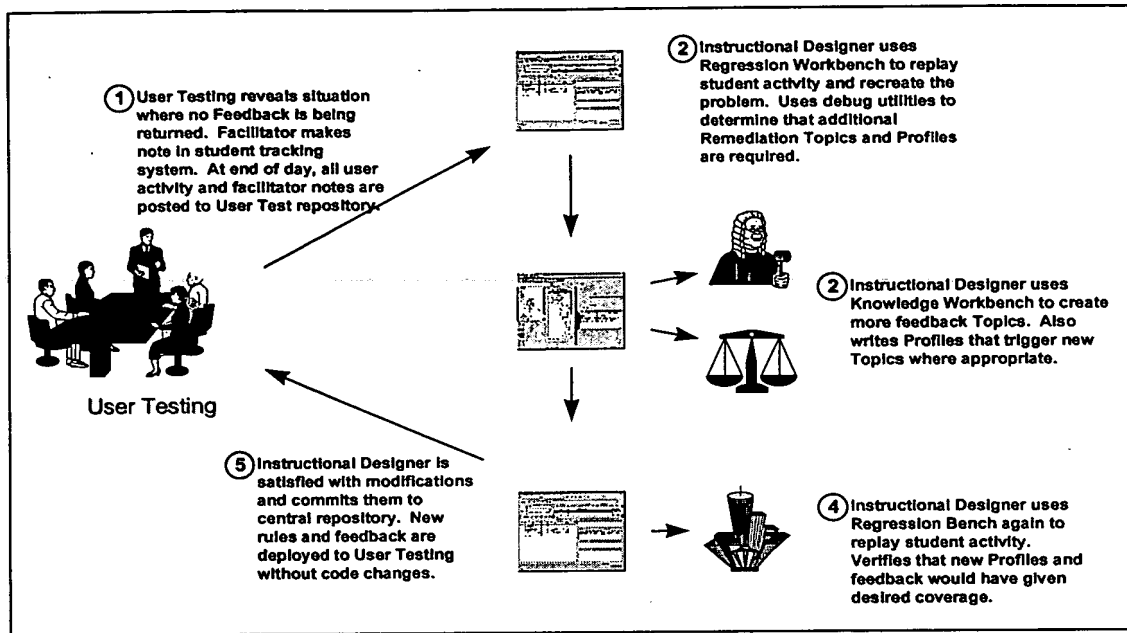 1 User Testing reveals situation
where no Feedback is being
returned. Facilitator makes
note in student tracking
system. At end of day, all user
activity and facilitator notes are
posted to User Test repository.
2 Instructional Designer uses
Regression Workbench to replay
student activity and recreate the
problem. Uses debug utilities to
determine that additional
Remediation Topics and Profiles
are required.
2 Instructional Designer uses
Knowledge Workbench to create
more feedback Topics. Also
writes Profiles that trigger new
Topics where appropriate.
User Testing
5 Instructional Designer is
satisfied with modifications
and commits them to
central repository. New
rules and feedback are
deployed to User Testing
without code changes.
4 Instructional Designer uses
Regression Bench again to
replay student activity.
Verifies that new Profiles and
feedback would have given
desired coverage.